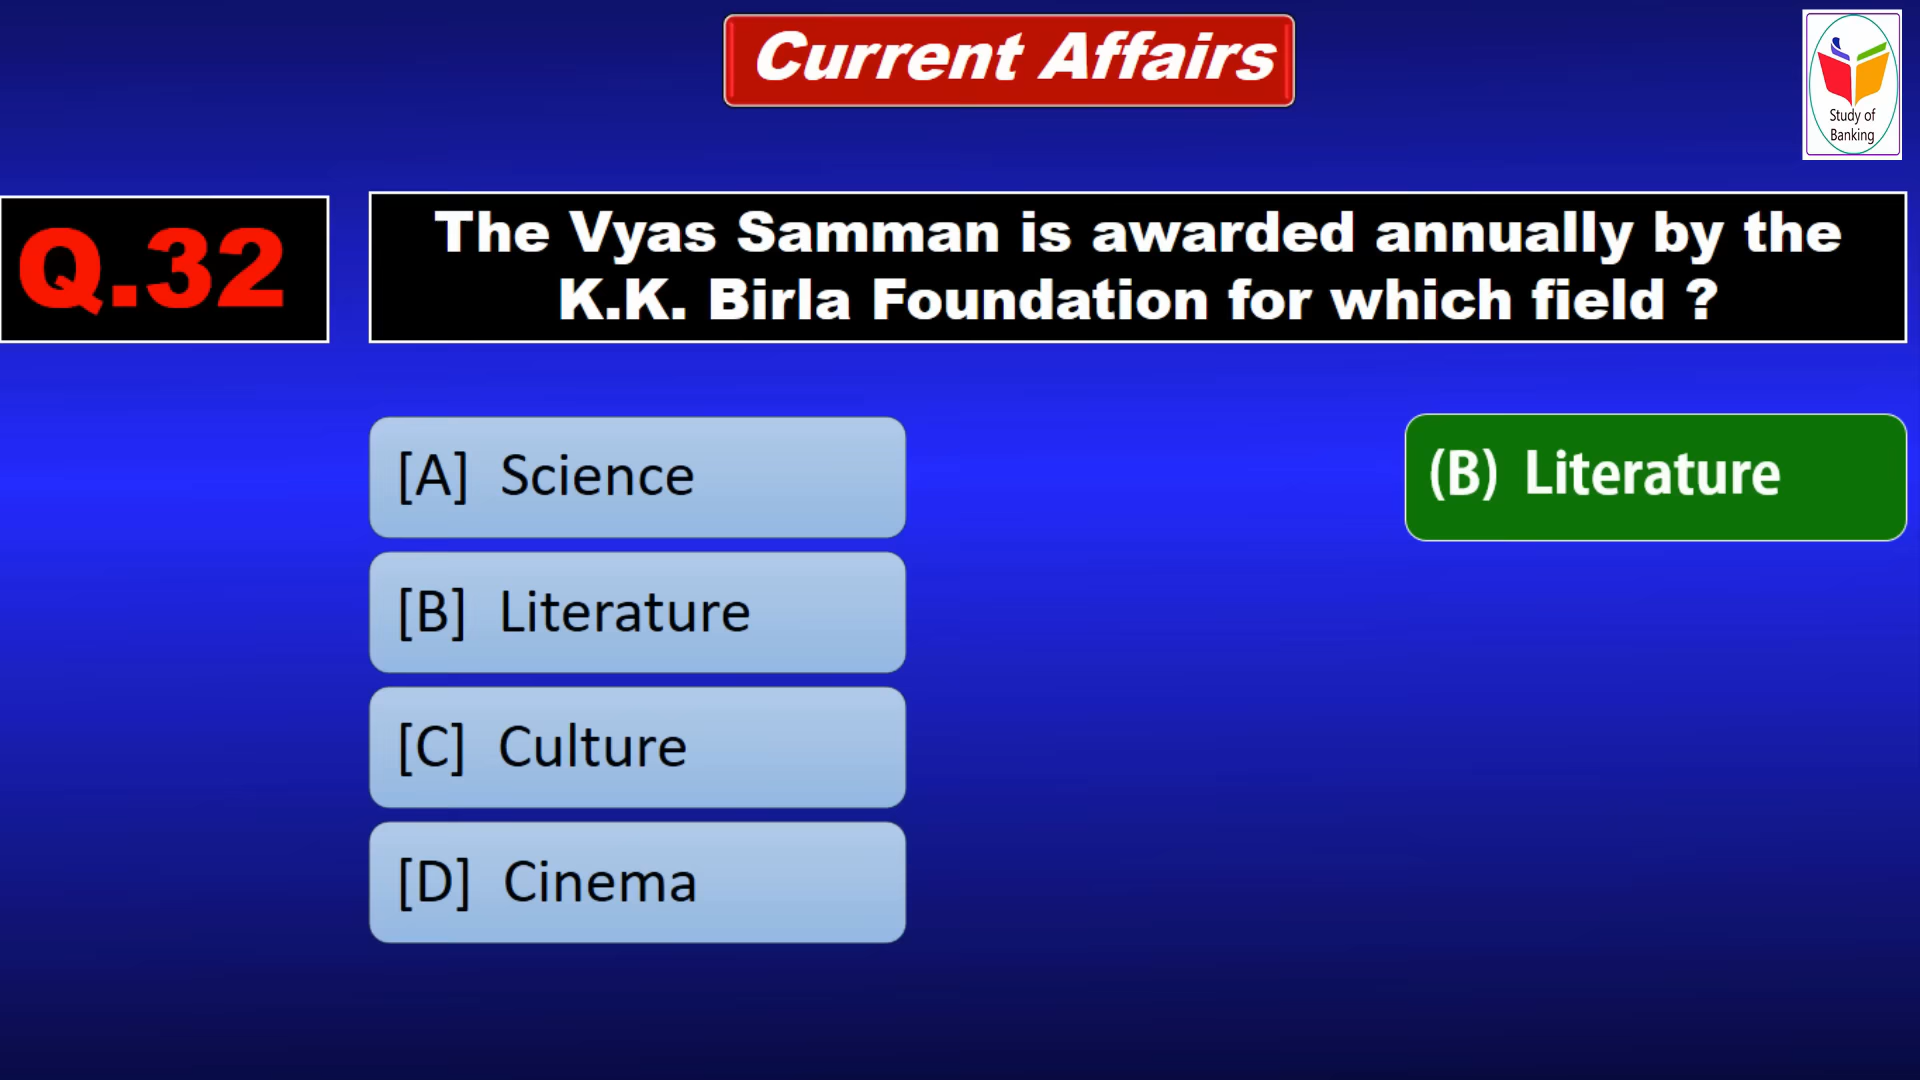 Current Affairs
Study of
Banking
Q.32
The Vyas Samman is awarded annually by the
K.K. Birla Foundation for which field ?
[A] Science
(B) Literature
[B] Literature
[C] Culture
[D] Cinema